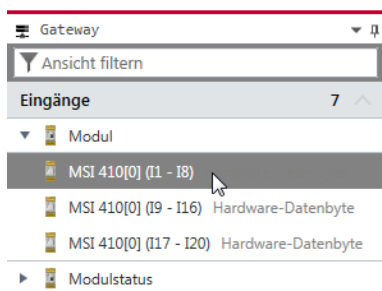 Gateway
Ansicht filtern
Eingänge 7
Modul
MSI 410[0] (I1 - I8)
MSI 410[0] (I9 - I16) Hardware-Datenbyte
MSI 410[0] (I17 - I20) Hardware-Datenbyte
Modulstatus